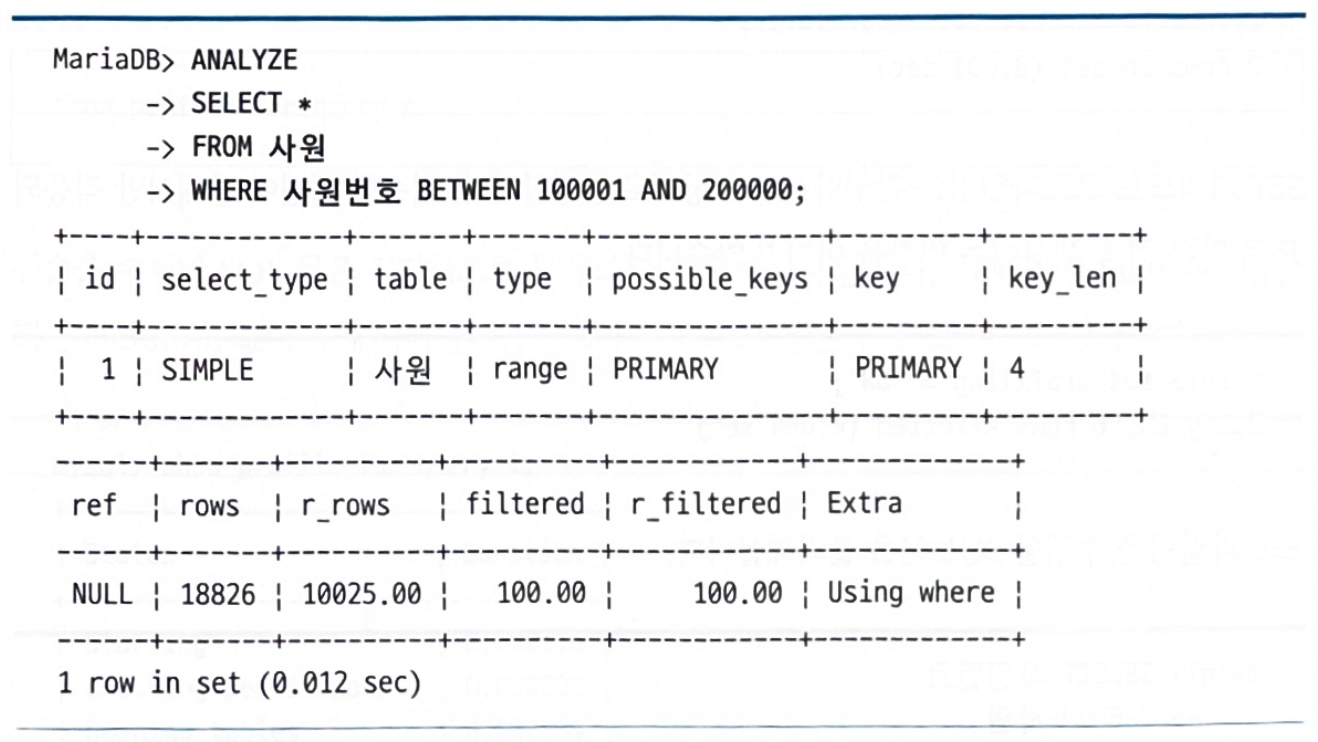 MariaDB> ANALYZE
-> SELECT *
-> FROM 사원
-> WHERE 사원번호 BETWEEN 100001 AND 200000;
+----+-------------+-------+-------+---------------+---------+---------+
| id | select_type | table | type | possible_keys | key | key_len |
+----+-------------+-------+-------+---------------+---------+---------+
| 1 | SIMPLE | 사원 | range | PRIMARY | PRIMARY | 4 |
+----+-------------+-------+-------+---------------+---------+---------+
------+-------+----------+----------+------------+-------------+
ref | rows | r_rows | filtered | r_filtered | Extra |
------+-------+----------+----------+------------+-------------+
NULL | 18826 | 10025.00 | 100.00 | 100.00 | Using where |
------+-------+----------+----------+------------+-------------+
1 row in set (0.012 sec)